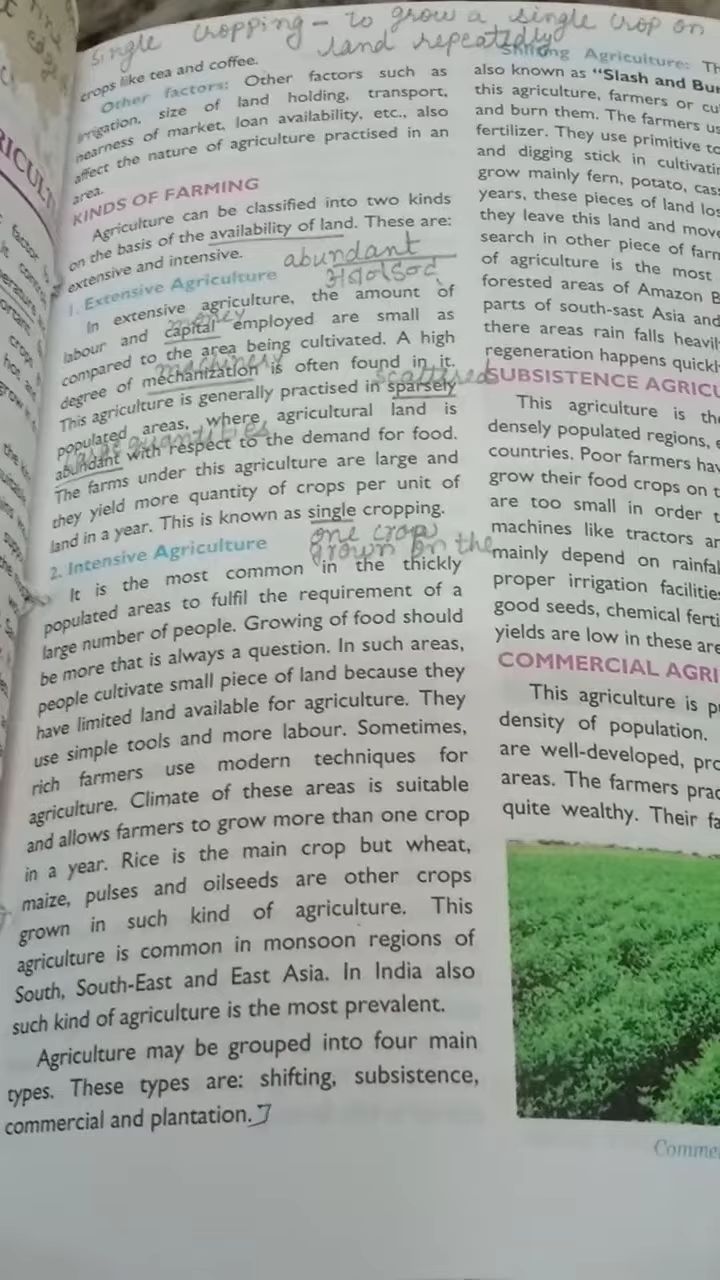 single cropping – to grow a single crop on
land repeatedly
crops like tea and coffee.
Other factors: Other factors such as
irrigation, size of land holding, transport,
nearness of market, loan availability, etc., also
affect the nature of agriculture practised in an
area.
KINDS OF FARMING
Agriculture can be classified into two kinds
on the basis of the availability of land. These are:
extensive and intensive.
abundant
1. Extensive Agriculture
In extensive agriculture, the amount of
money
labour and capital employed are small as
compared to the area being cultivated. A high
machinery
degree of mechanization is often found in it.
scattered
This agriculture is generally practised in sparsely
populated areas, where agricultural land is
large quantities
abundant with respect to the demand for food.
The farms under this agriculture are large and
they yield more quantity of crops per unit of
land in a year. This is known as single cropping.
one crop
grown on the
2. Intensive Agriculture
It is the most common in the thickly
populated areas to fulfil the requirement of a
large number of people. Growing of food should
be more that is always a question. In such areas,
people cultivate small piece of land because they
have limited land available for agriculture. They
use simple tools and more labour. Sometimes,
rich farmers use modern techniques for
agriculture. Climate of these areas is suitable
and allows farmers to grow more than one crop
in a year. Rice is the main crop but wheat,
maize, pulses and oilseeds are other crops
grown in such kind of agriculture. This
agriculture is common in monsoon regions of
South, South-East and East Asia. In India also
such kind of agriculture is the most prevalent.
Agriculture may be grouped into four main
types. These types are: shifting, subsistence,
commercial and plantation.
Agriculture: Th
also known as "Slash and Bur
this agriculture, farmers or cu
and burn them. The farmers us
fertilizer. They use primitive to
and digging stick in cultivatin
grow mainly fern, potato, cass
years, these pieces of land los
they leave this land and move
search in other piece of farm
of agriculture is the most
forested areas of Amazon B
parts of south-sast Asia and
there areas rain falls heavil
regeneration happens quickl
SUBSISTENCE AGRICU
This agriculture is the
densely populated regions, e
countries. Poor farmers hav
grow their food crops on t
are too small in order t
machines like tractors ar
mainly depend on rainfal
proper irrigation facilities
good seeds, chemical ferti
yields are low in these are
COMMERCIAL AGRI
This agriculture is p
density of population.
are well-developed, pro
areas. The farmers prac
quite wealthy. Their fa
Comme